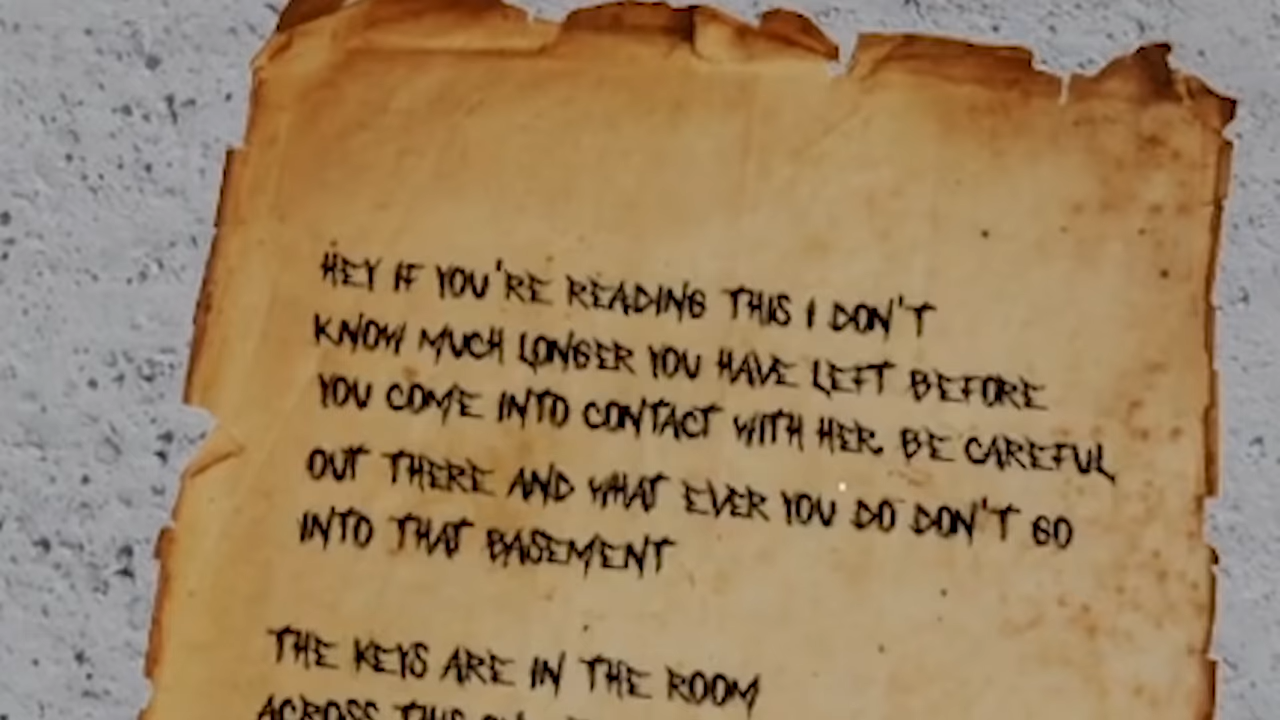 HEY IF YOU'RE READING THIS I DON'T
KNOW MUCH LONGER YOU HAVE LEFT BEFORE
YOU COME INTO CONTACT WITH HER. BE CAREFUL
OUT THERE AND WHAT EVER YOU DO DON'T GO
INTO THAT BASEMENT
THE KEYS ARE IN THE ROOM
ACROSS THIS